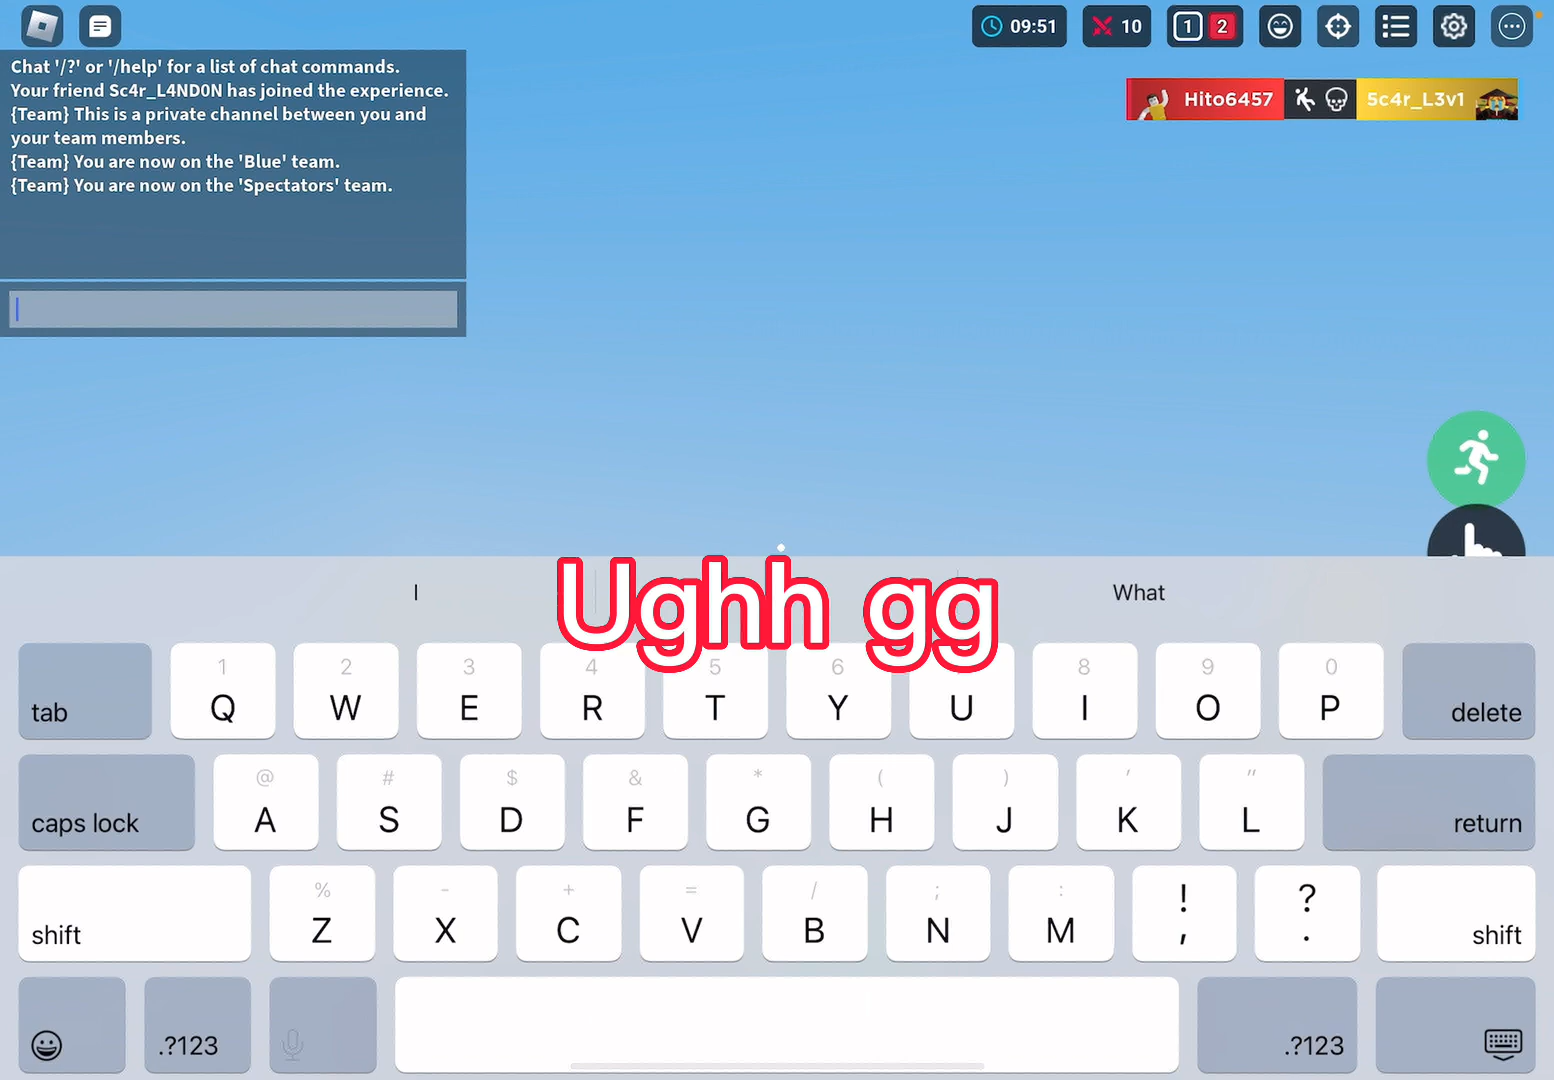 09:51
10
1 2
Chat '/?' or '/help' for a list of chat commands.
Your friend Sc4r_L4ND0N has joined the experience.
{Team} This is a private channel between you and
your team members.
{Team} You are now on the 'Blue' team.
{Team} You are now on the 'Spectators' team.
Hito6457 5c4r_L3v1
I What
Ughh gg
1 2 3 4 5 6 8 9 0
tab Q W E R T Y U I O P delete
@ # $ & * ( ) ' "
caps lock A S D F G H J K L return
% - + = / ; : ! ?
shift Z X C V B N M , . shift
.?123 .?123